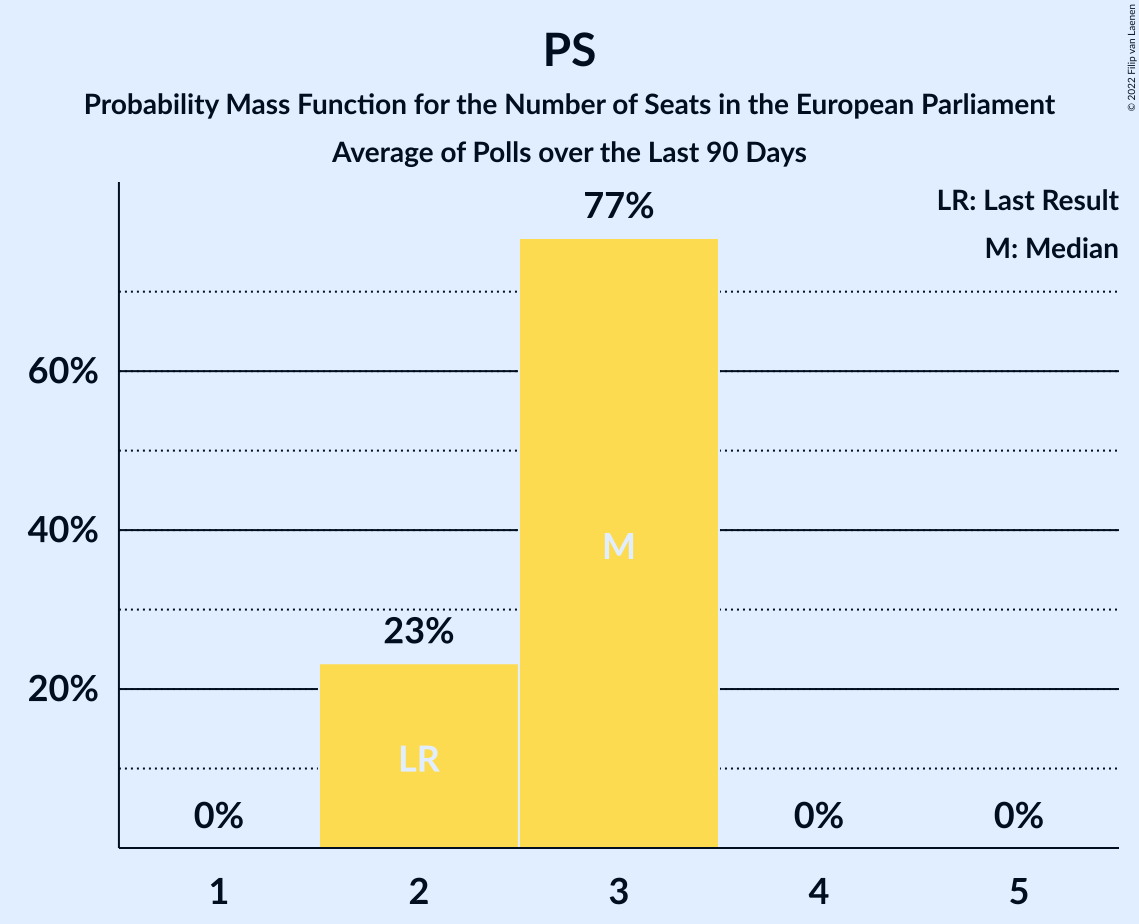 PS
Probability Mass Function for the Number of Seats in the European Parliament
Average of Polls over the Last 90 Days
© 2022 Filip van Laenen
LR: Last Result
M: Median
77%
60%
40%
M
23%
20%
LR
0%
0%
0%
1
2
3
4
5